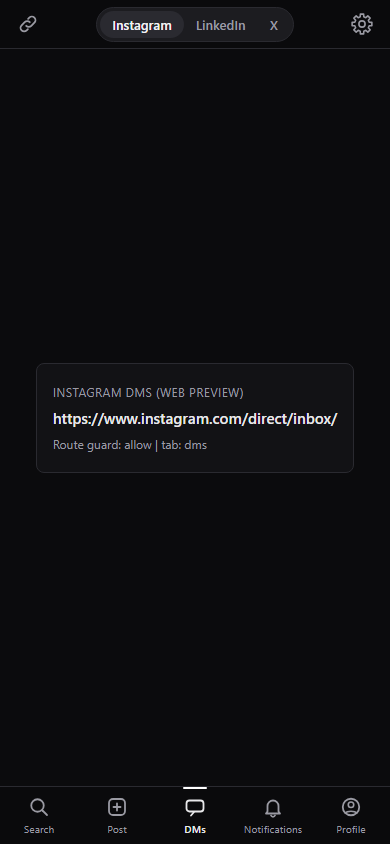 Instagram LinkedIn X
INSTAGRAM DMS (WEB PREVIEW)
https://www.instagram.com/direct/inbox/
Route guard: allow | tab: dms
Search Post DMs Notifications Profile